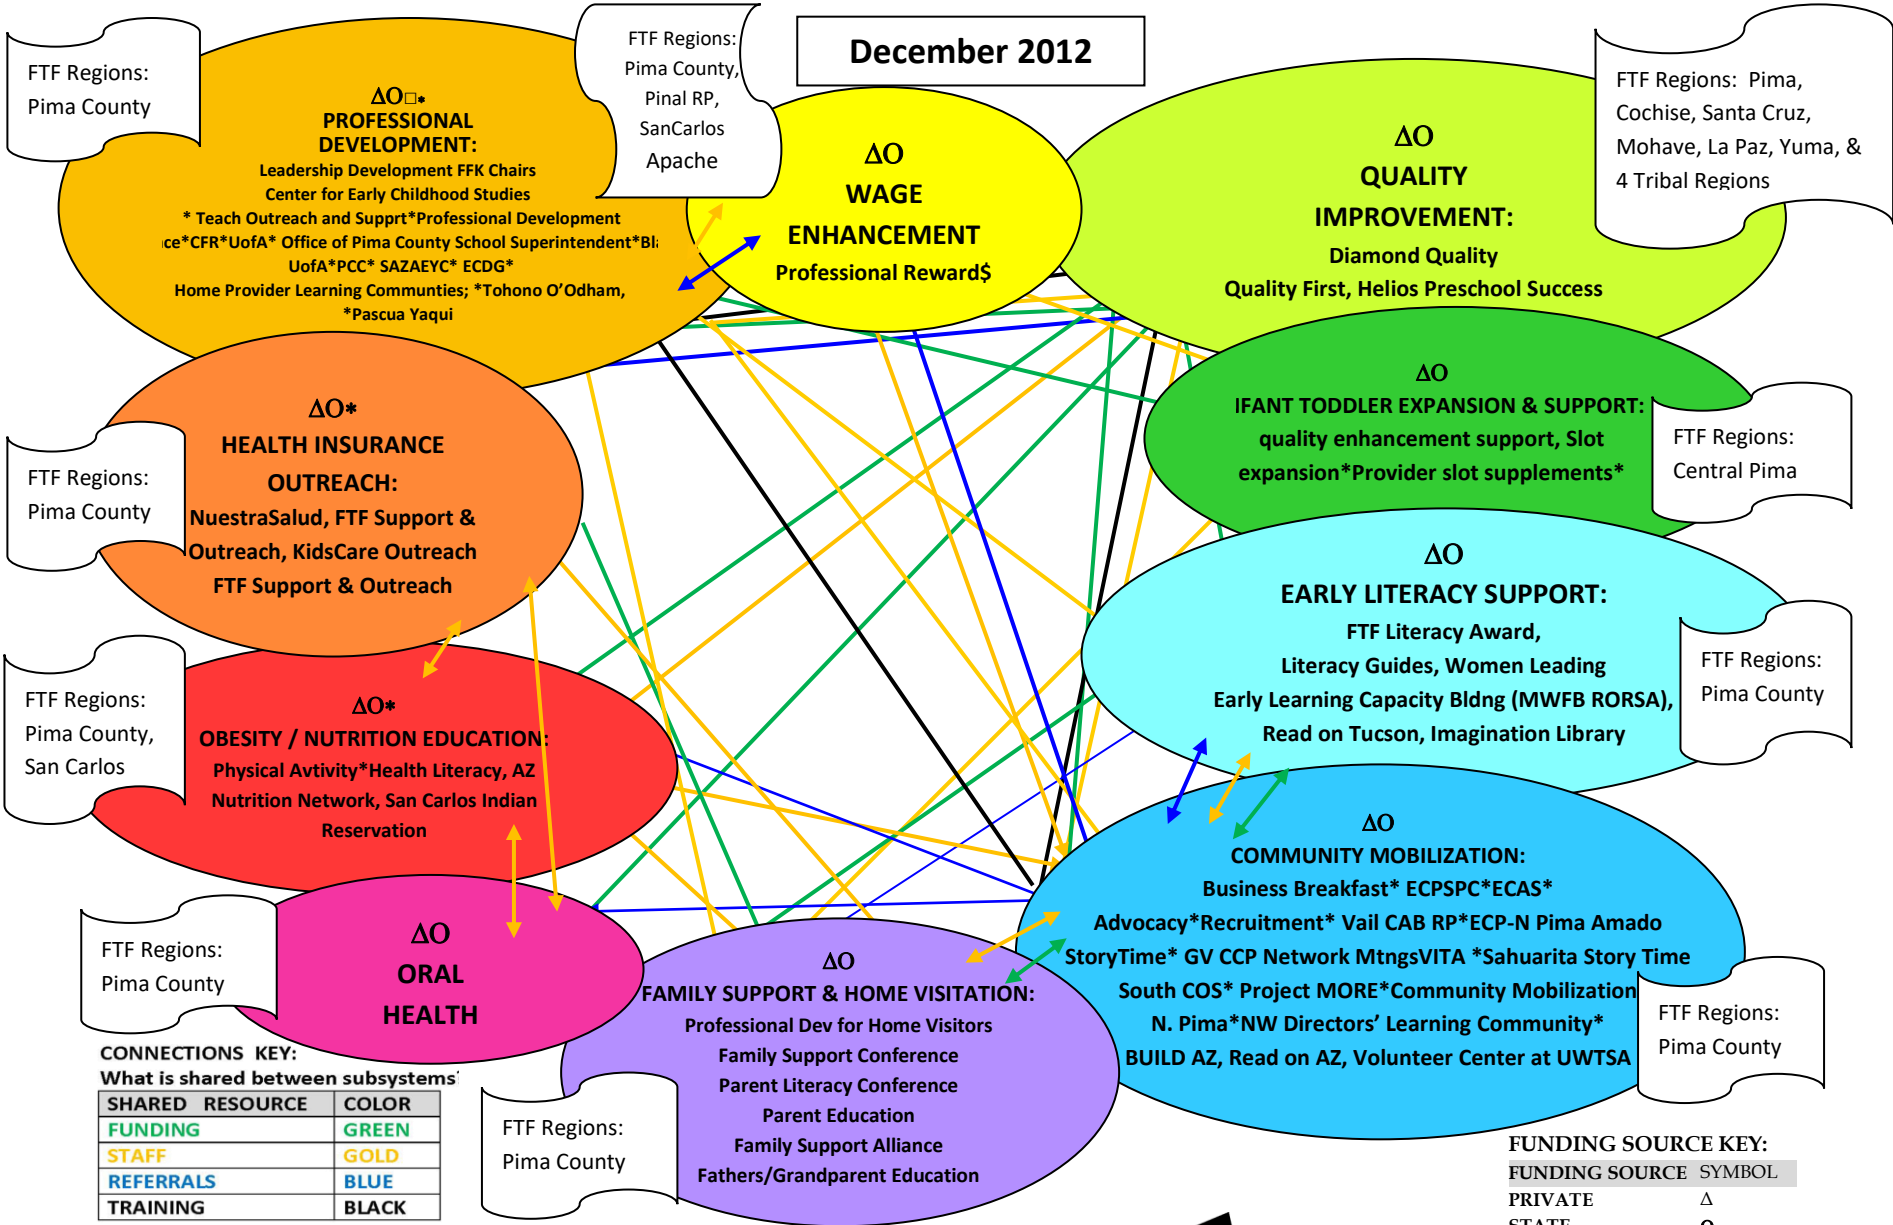 December 2012
FTF Regions:
Pima County
ΔO□*
PROFESSIONAL
DEVELOPMENT:
Leadership Development FFK Chairs
Center for Early Childhood Studies
* Teach Outreach and Supprt*Professional Development
ce*CFR*UofA* Office of Pima County School Superintendent*Bl
UofA*PCC* SAZAEYC* ECDG*
Home Provider Learning Communties; *Tohono O’Odham,
*Pascua Yaqui
FTF Regions:
Pima County,
Pinal RP,
SanCarlos
Apache
ΔO
WAGE
ENHANCEMENT
Professional Reward$
ΔO
QUALITY
IMPROVEMENT:
Diamond Quality
Quality First, Helios Preschool Success
FTF Regions: Pima,
Cochise, Santa Cruz,
Mohave, La Paz, Yuma, &
4 Tribal Regions
ΔO*
HEALTH INSURANCE
OUTREACH:
NuestraSalud, FTF Support &
Outreach, KidsCare Outreach
FTF Support & Outreach
FTF Regions:
Pima County
ΔO
IFANT TODDLER EXPANSION & SUPPORT:
quality enhancement support, Slot
expansion*Provider slot supplements*
FTF Regions:
Central Pima
ΔO
EARLY LITERACY SUPPORT:
FTF Literacy Award,
Literacy Guides, Women Leading
Early Learning Capacity Bldng (MWFB RORSA),
Read on Tucson, Imagination Library
FTF Regions:
Pima County
FTF Regions:
Pima County,
San Carlos
ΔO*
OBESITY / NUTRITION EDUCATION:
Physical Avtivity*Health Literacy, AZ
Nutrition Network, San Carlos Indian
Reservation
ΔO
COMMUNITY MOBILIZATION:
Business Breakfast* ECPSPC*ECAS*
Advocacy*Recruitment* Vail CAB RP*ECP-N Pima Amado
StoryTime* GV CCP Network MtngsVITA *Sahuarita Story Time
South COS* Project MORE*Community Mobilization
N. Pima*NW Directors’ Learning Community*
BUILD AZ, Read on AZ, Volunteer Center at UWTSA
FTF Regions:
Pima County
FTF Regions:
Pima County
ΔO
ORAL
HEALTH
ΔO
FAMILY SUPPORT & HOME VISITATION:
Professional Dev for Home Visitors
Family Support Conference
Parent Literacy Conference
Parent Education
Family Support Alliance
Fathers/Grandparent Education
FTF Regions:
Pima County
CONNECTIONS KEY:
What is shared between subsystems
SHARED RESOURCE COLOR
FUNDING GREEN
STAFF GOLD
REFERRALS BLUE
TRAINING BLACK
FUNDING SOURCE KEY:
FUNDING SOURCE SYMBOL
PRIVATE Δ
STATE O